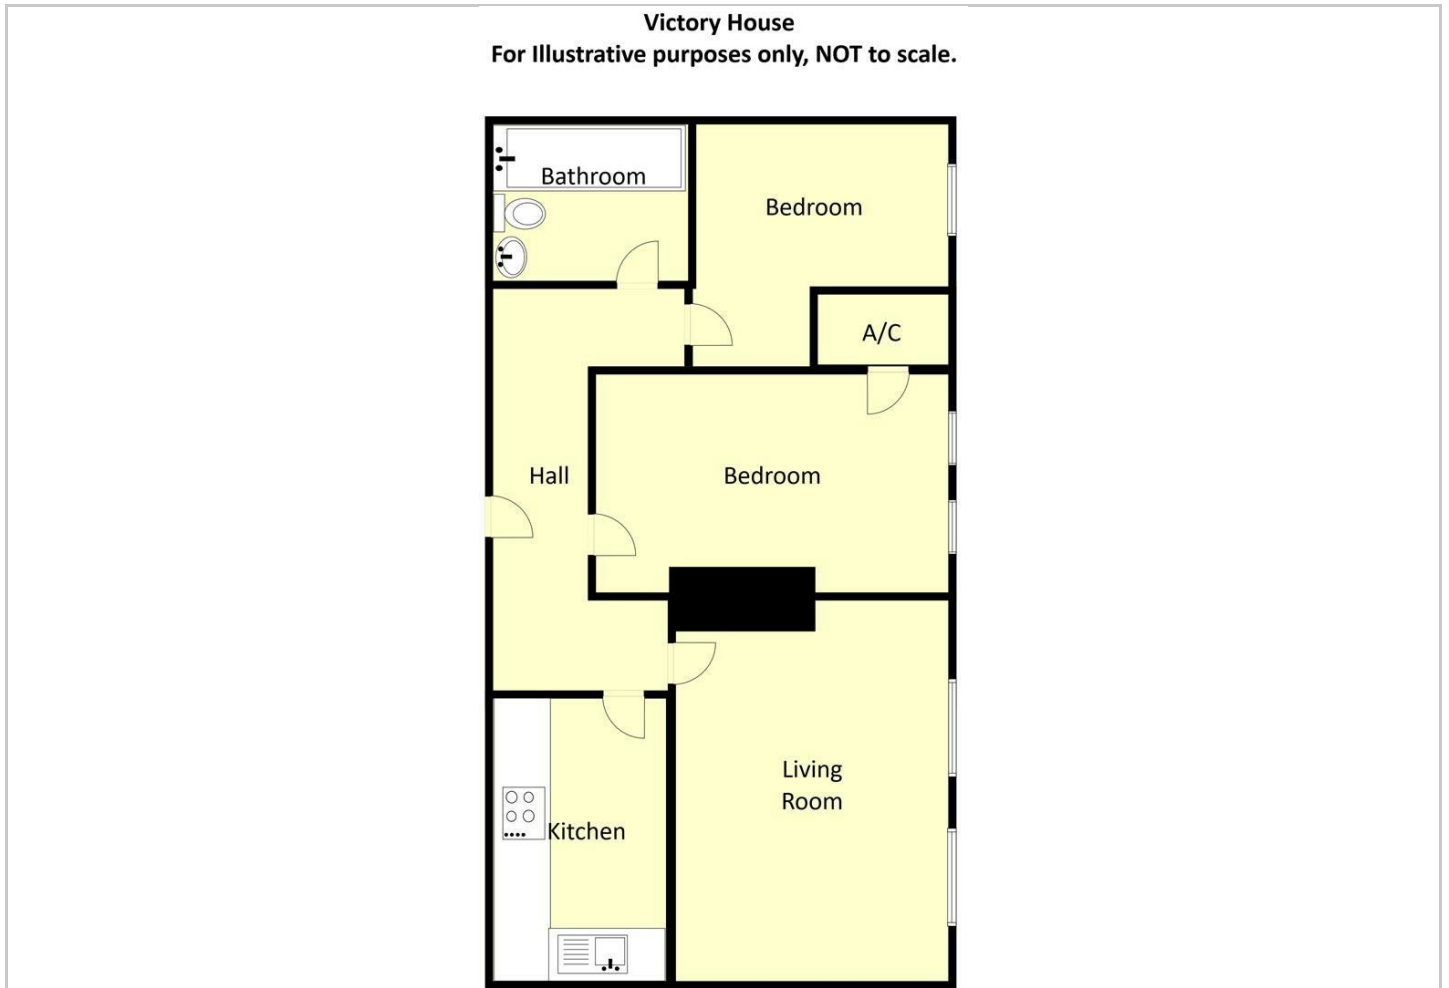 Victory House
For Illustrative purposes only, NOT to scale.
Bathroom
Bedroom
A/C
Hall
Bedroom
Living
Room
Kitchen